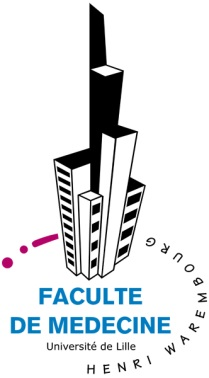 FACULTE
DE MEDECINE
Université de Lille
HENRI WAREMBOURG